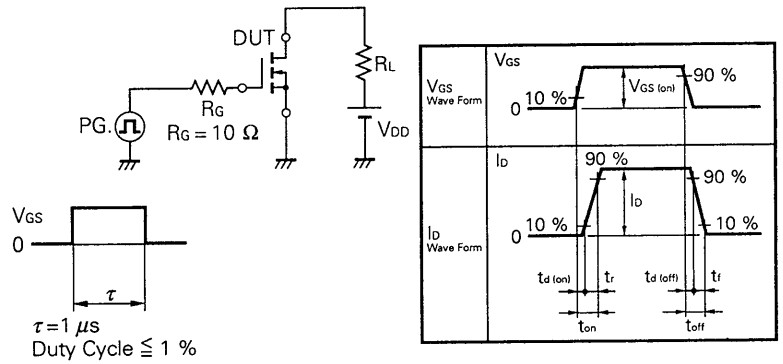 DUT
RL
RG
PG.
RG = 10 Ω
VDD
VGS
0
τ
τ = 1 μs
Duty Cycle ≦ 1 %
VGS
Wave Form
VGS
90 %
VGS (on)
10 %
0
ID
Wave Form
ID
90 %
90 %
ID
10 %
10 %
0
td (on)
tr
td (off)
tf
ton
toff